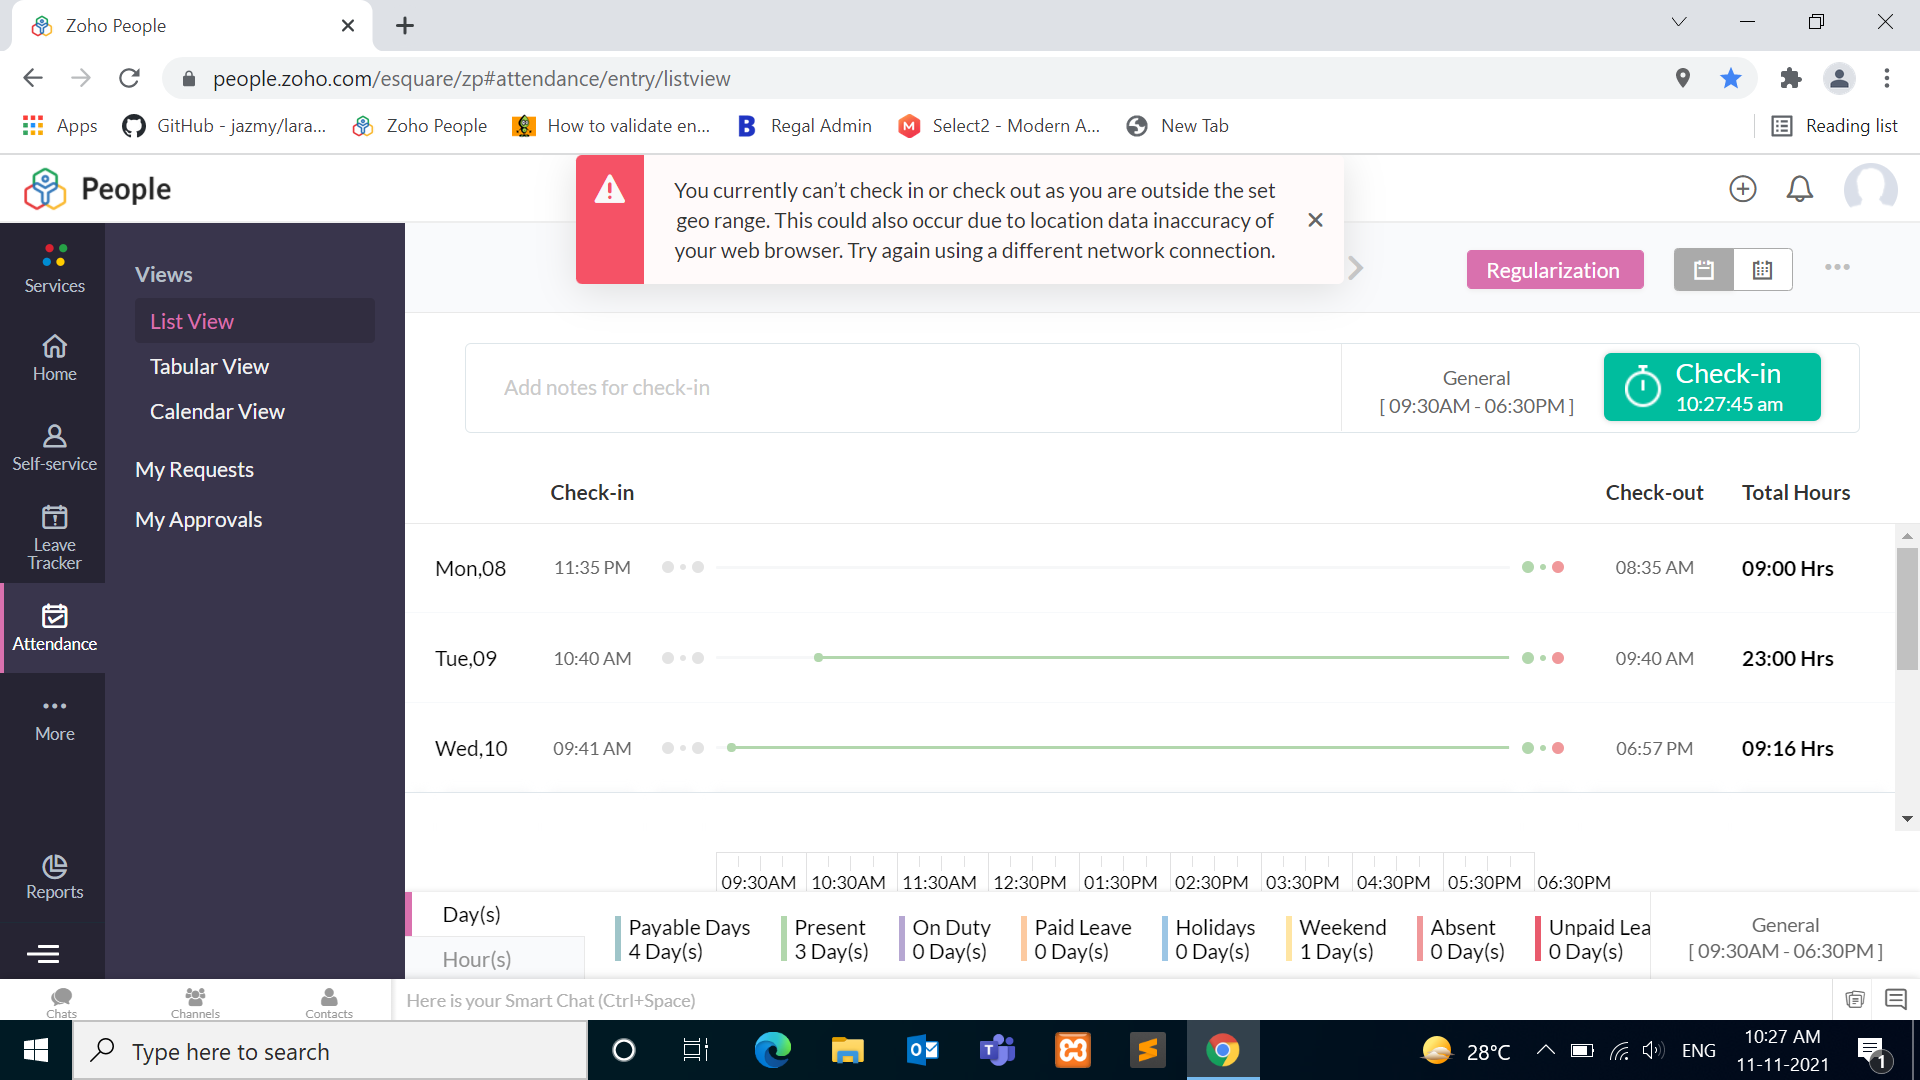 Zoho People
people.zoho.com/esquare/zp#attendance/entry/listview
Apps
GitHub - jazmy/lara...
Zoho People
How to validate en...
B
Regal Admin
M
Select2 - Modern A...
New Tab
Reading list
People
You currently can't check in or check out as you are outside the set
geo range. This could also occur due to location data inaccuracy of
your web browser. Try again using a different network connection.
Services
Home
Self-service
Leave
Tracker
Attendance
More
Reports
Views
List View
Tabular View
Calendar View
My Requests
My Approvals
Regularization
Add notes for check-in
General
[ 09:30AM - 06:30PM ]
Check-in
10:27:45 am
Check-in Check-out Total Hours
Mon,08 11:35 PM 08:35 AM 09:00 Hrs
Tue,09 10:40 AM 09:40 AM 23:00 Hrs
Wed,10 09:41 AM 06:57 PM 09:16 Hrs
09:30AM 10:30AM 11:30AM 12:30PM 01:30PM 02:30PM 03:30PM 04:30PM 05:30PM 06:30PM
Day(s)
Hour(s)
Payable Days
4 Day(s)
Present
3 Day(s)
On Duty
0 Day(s)
Paid Leave
0 Day(s)
Holidays
0 Day(s)
Weekend
1 Day(s)
Absent
0 Day(s)
Unpaid Lea
0 Day(s)
General
[ 09:30AM - 06:30PM ]
Chats
Channels
Contacts
Here is your Smart Chat (Ctrl+Space)
Type here to search
28°C
ENG
10:27 AM
11-11-2021
1